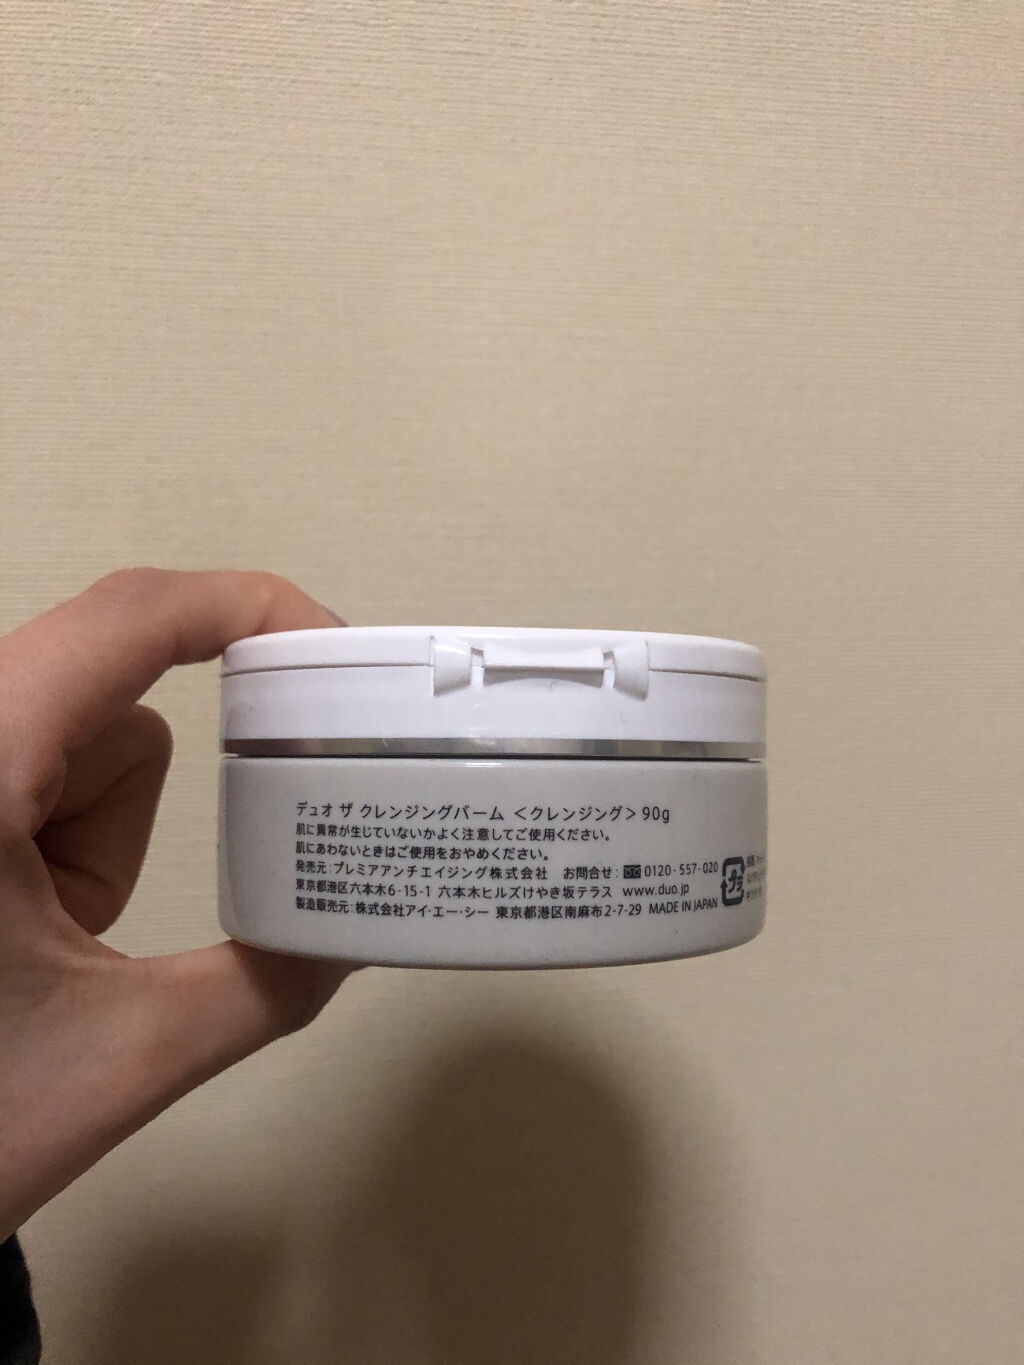 デュオ ザ クレンジングバーム ＜クレンジング＞ 90g
肌に異常が生じていないかよく注意してご使用ください。
肌にあわないときはご使用をおやめください。
発売元：プレミアアンチエイジング株式会社　お問合せ： 0120-557-020
東京都港区六本木6-15-1 六本木ヒルズけやき坂テラス www.duo.jp
製造販売元：株式会社アイ・エー・シー 東京都港区南麻布2-7-29 MADE IN JAPAN
プラ